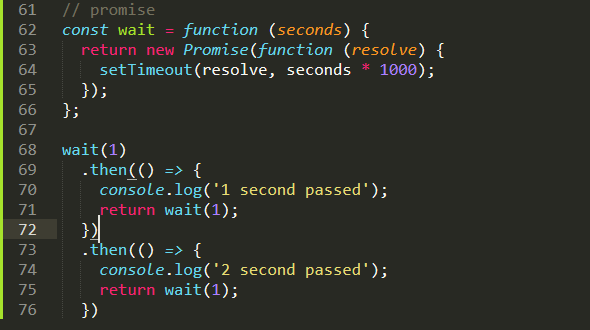 61 // promise
62 const wait = function (seconds) {
63   return new Promise(function (resolve) {
64     setTimeout(resolve, seconds * 1000);
65   });
66 };
67
68 wait(1)
69   .then(() => {
70     console.log('1 second passed');
71     return wait(1);
72   })
73   .then(() => {
74     console.log('2 second passed');
75     return wait(1);
76   })